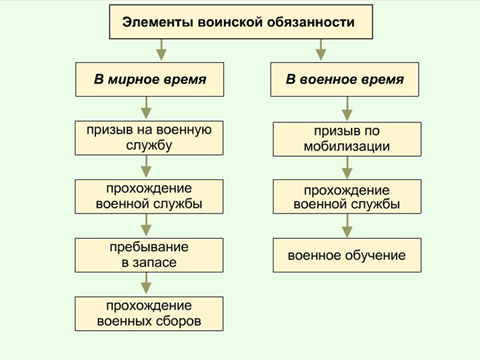 Элементы воинской обязанности
В мирное время
призыв на военную
службу
прохождение
военной службы
пребывание
в запасе
прохождение
военных сборов
В военное время
призыв по
мобилизации
прохождение
военной службы
военное обучение